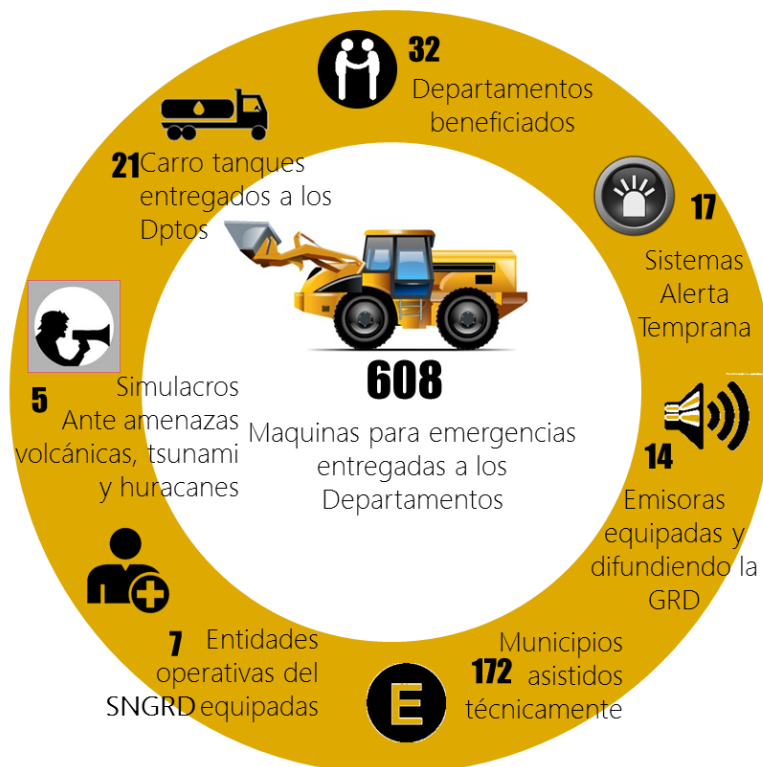 32
Departamentos
beneficiados
17
Sistemas
Alerta
Temprana
14
Emisoras
equipadas y
difundiendo la
GRD
Municipios
172 asistidos
técnicamente
E
7 Entidades
operativas del
SNGRD equipadas
5
Simulacros
Ante amenazas
volcánicas, tsunami
y huracanes
21 Carro tanques
entregados a los
Dptos
608
Maquinas para emergencias
entregadas a los
Departamentos